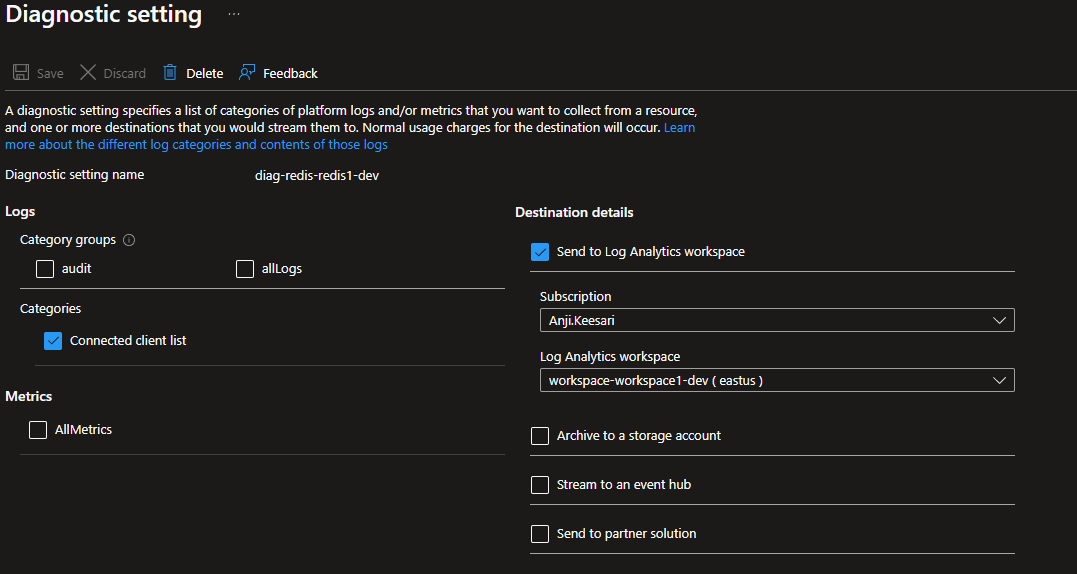 Diagnostic setting ...
Save Discard Delete Feedback
A diagnostic setting specifies a list of categories of platform logs and/or metrics that you want to collect from a resource,
and one or more destinations that you would stream them to. Normal usage charges for the destination will occur. Learn
more about the different log categories and contents of those logs
Diagnostic setting name diag-redis-redis1-dev
Logs
Category groups
audit allLogs
Categories
Connected client list
Metrics
AllMetrics
Destination details
Send to Log Analytics workspace
Subscription
Anji.Keesari
Log Analytics workspace
workspace-workspace1-dev ( eastus )
Archive to a storage account
Stream to an event hub
Send to partner solution